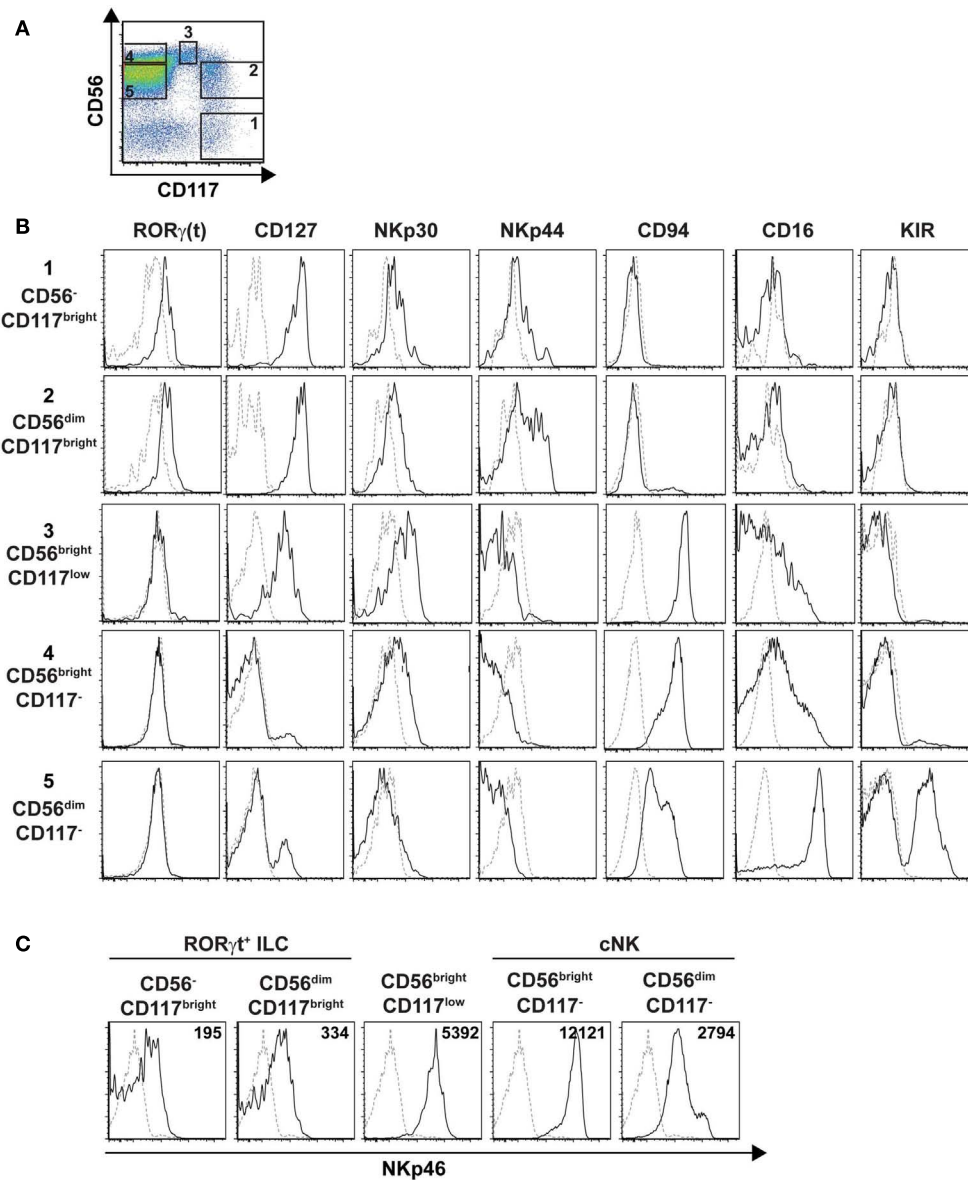 A
3
4
2
5
1
CD56
CD117
B
RORγ(t) CD127 NKp30 NKp44 CD94 CD16 KIR
1
CD56-
CD117bright
2
CD56dim
CD117bright
3
CD56bright
CD117low
4
CD56bright
CD117-
5
CD56dim
CD117-
C
RORγt+ ILC cNK
CD56- CD56dim CD56bright CD56bright CD56dim
CD117bright CD117bright CD117low CD117- CD117-
195 334 5392 12121 2794
NKp46